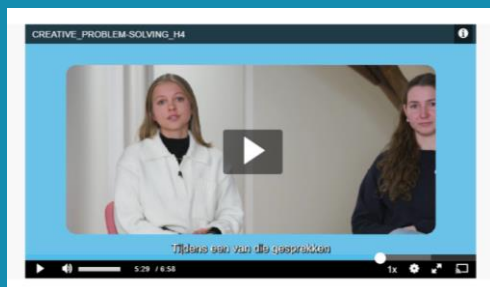 CREATIVE_PROBLEM-SOLVING_H4
Tijdens een van die gesprekken
5:29 / 6:58 1x